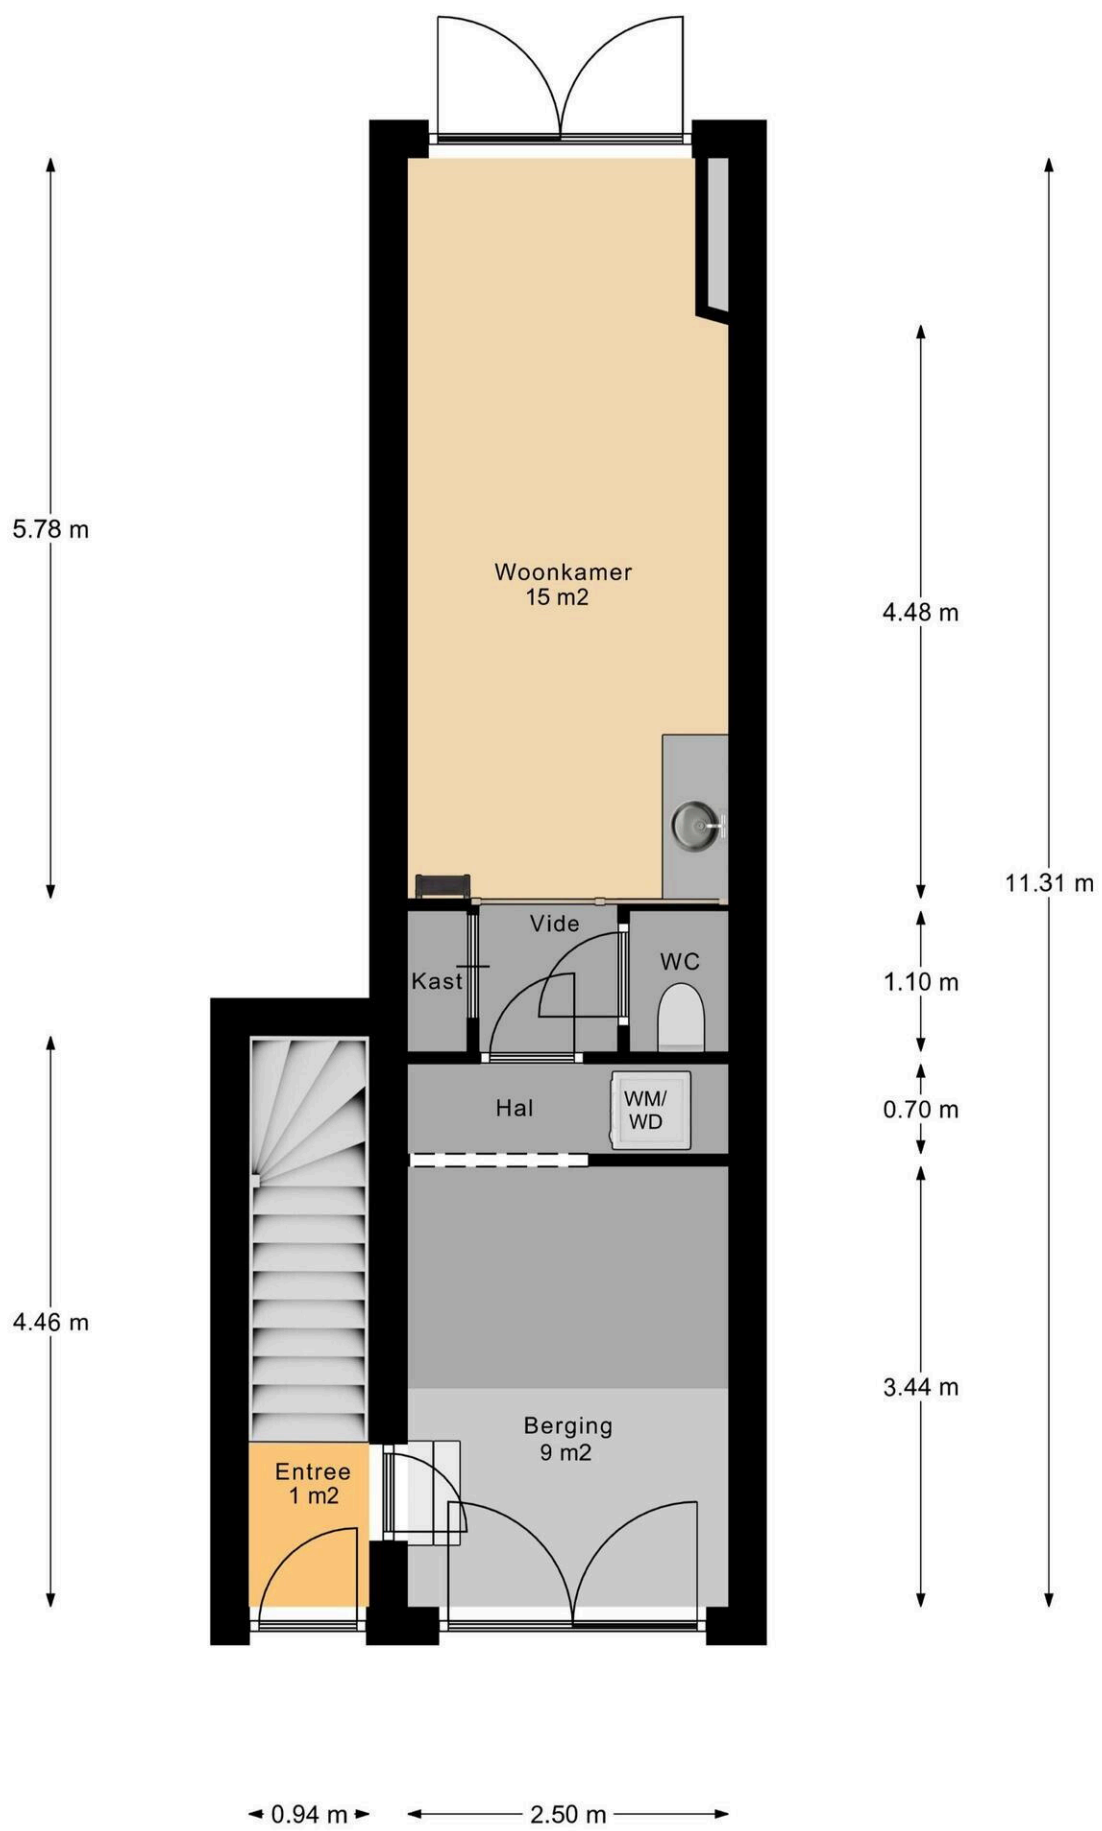 5.78 m
Woonkamer
15 m2
4.48 m
11.31 m
Vide
Kast
WC
1.10 m
Hal
WM/
WD
0.70 m
4.46 m
3.44 m
Berging
9 m2
Entree
1 m2
0.94 m
2.50 m